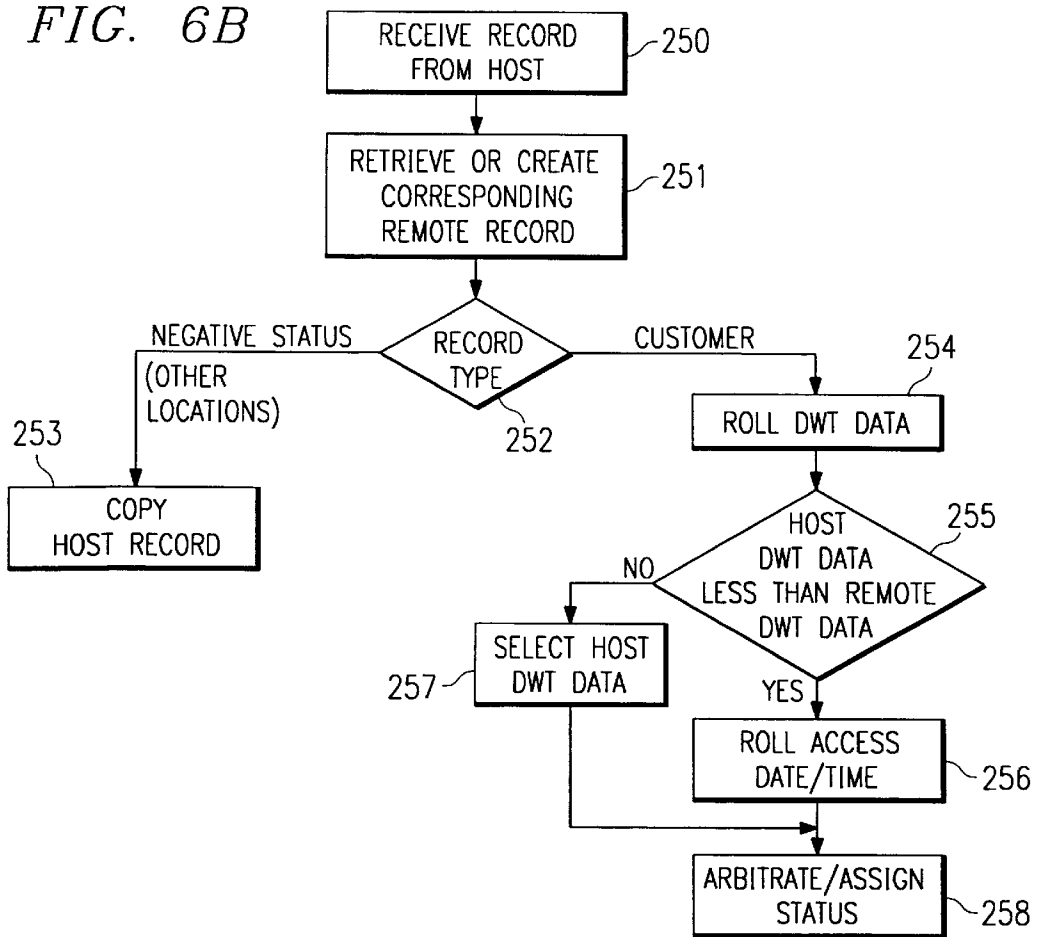 FIG. 6B
RECEIVE RECORD
FROM HOST
250
RETRIEVE OR CREATE
CORRESPONDING
REMOTE RECORD
251
RECORD
TYPE
252
NEGATIVE STATUS
(OTHER
LOCATIONS)
CUSTOMER
253
COPY
HOST RECORD
254
ROLL DWT DATA
HOST
DWT DATA
LESS THAN REMOTE
DWT DATA
255
NO
SELECT HOST
DWT DATA
257
YES
ROLL ACCESS
DATE/TIME
256
ARBITRATE/ASSIGN
STATUS
258